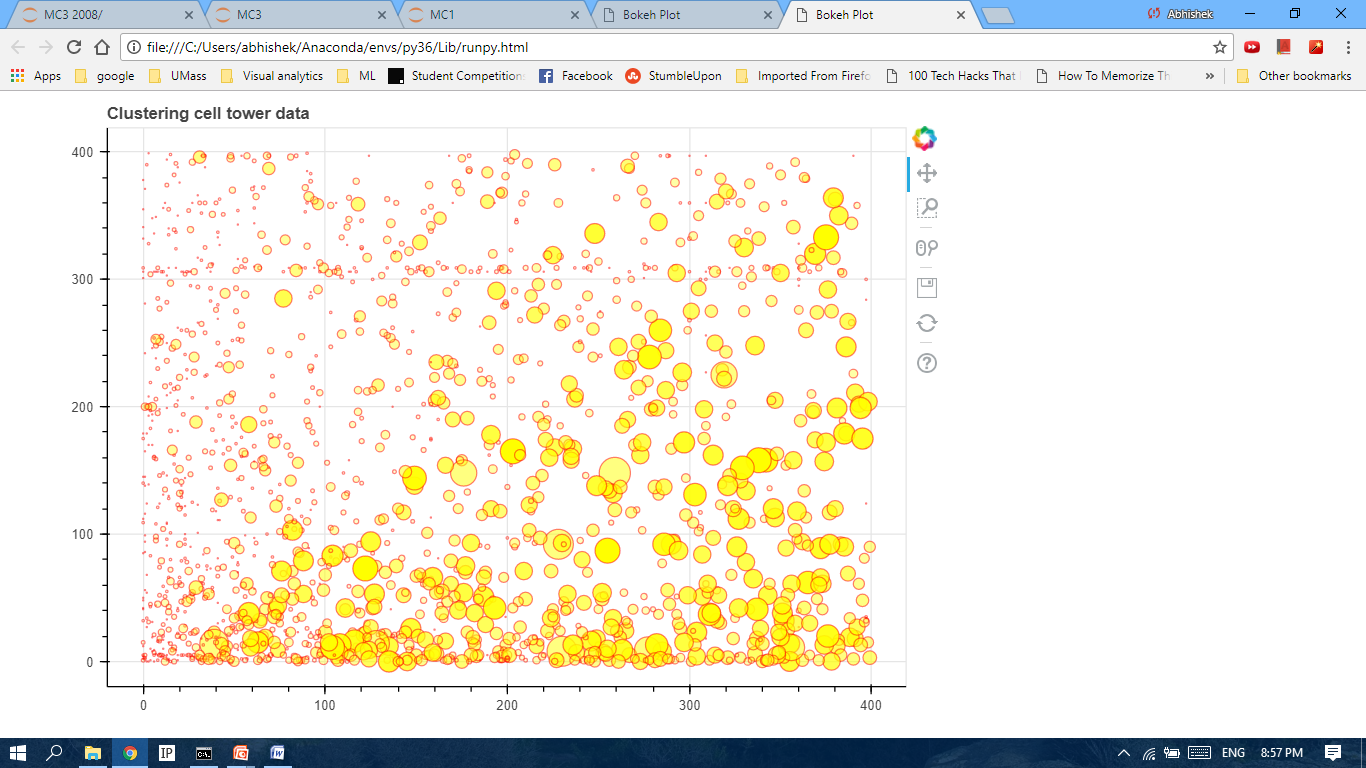 MC3 2008/
MC3
MC1
Bokeh Plot
Bokeh Plot
Abhishek
file:///C:/Users/abhishek/Anaconda/envs/py36/Lib/runpy.html
Apps google UMass Visual analytics ML Student Competition Facebook StumbleUpon Imported From Firefo 100 Tech Hacks That How To Memorize Th » Other bookmarks
Clustering cell tower data
400
300
200
100
0
0 100 200 300 400
IP C:\. ENG 8:57 PM